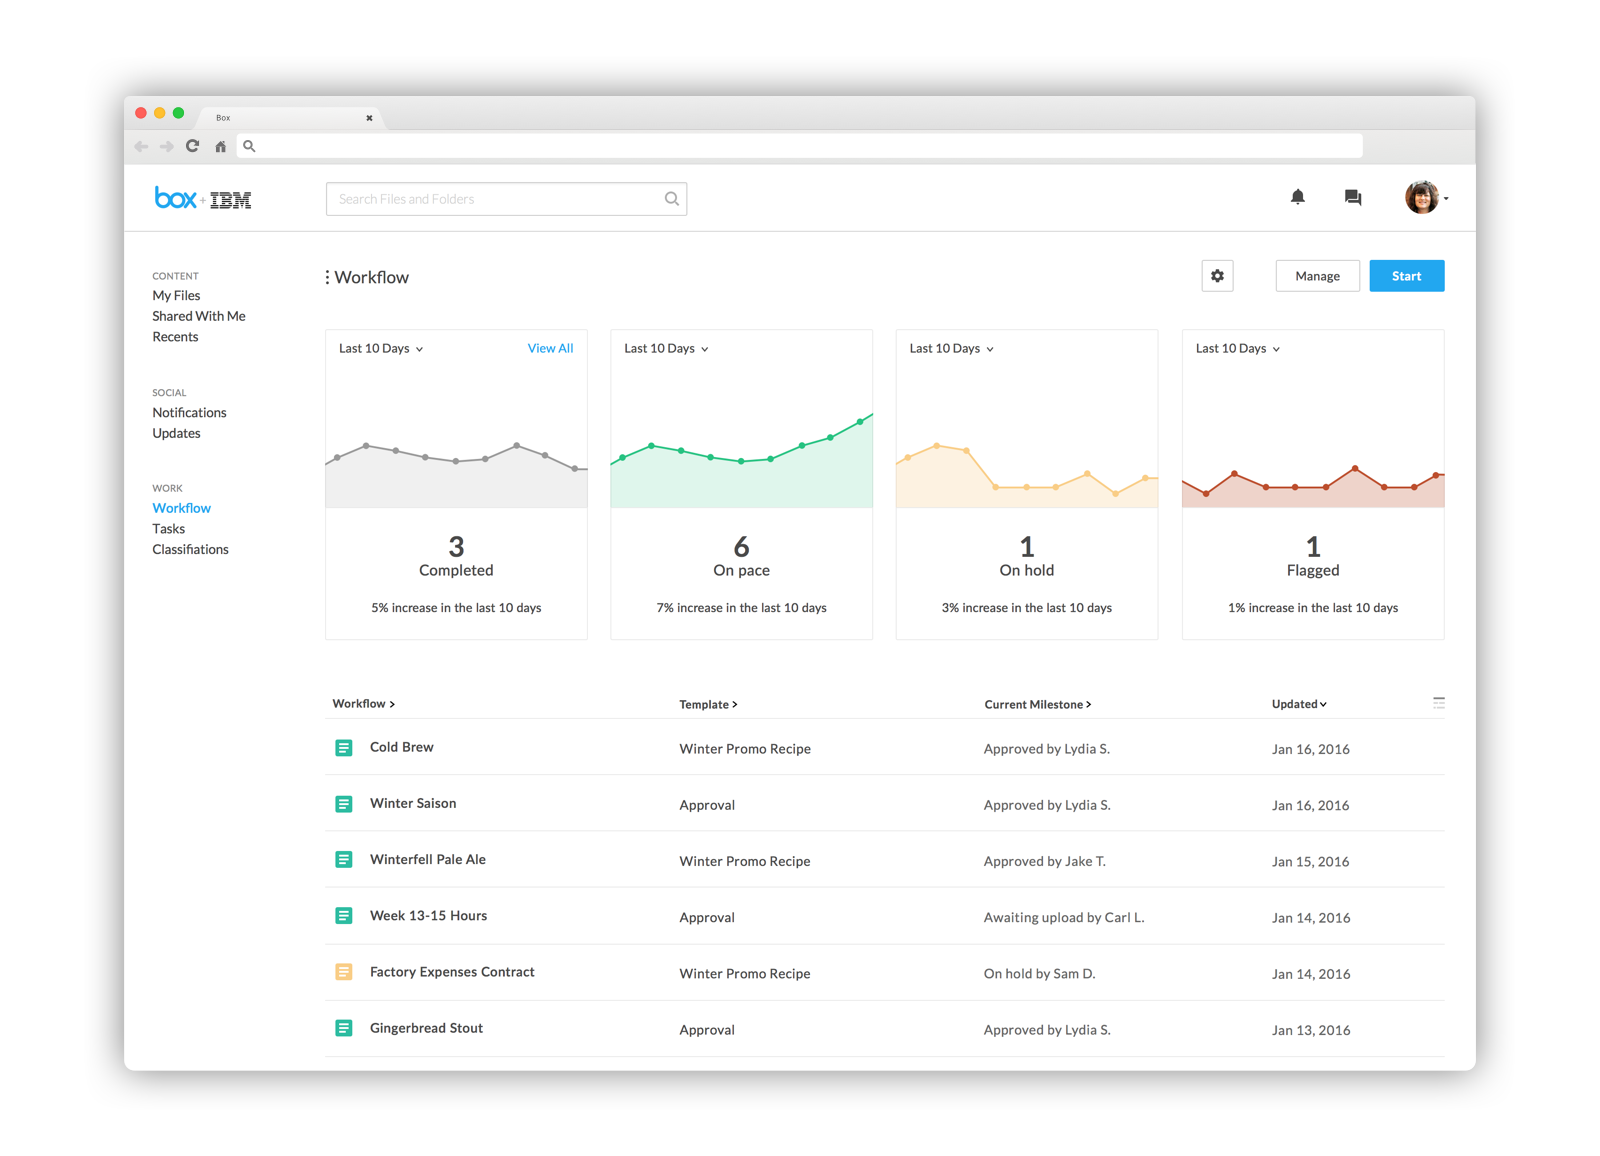 Box
box + IBM
Search Files and Folders
CONTENT
My Files
Shared With Me
Recents
SOCIAL
Notifications
Updates
WORK
Workflow
Tasks
Classifiations
Workflow
Manage
Start
Last 10 Days
View All
3
Completed
5% increase in the last 10 days
Last 10 Days
6
On pace
7% increase in the last 10 days
Last 10 Days
1
On hold
3% increase in the last 10 days
Last 10 Days
1
Flagged
1% increase in the last 10 days
Workflow > Template > Current Milestone > Updated
Cold Brew Winter Promo Recipe Approved by Lydia S. Jan 16, 2016
Winter Saison Approval Approved by Lydia S. Jan 16, 2016
Winterfell Pale Ale Winter Promo Recipe Approved by Jake T. Jan 15, 2016
Week 13-15 Hours Approval Awaiting upload by Carl L. Jan 14, 2016
Factory Expenses Contract Winter Promo Recipe On hold by Sam D. Jan 14, 2016
Gingerbread Stout Approval Approved by Lydia S. Jan 13, 2016